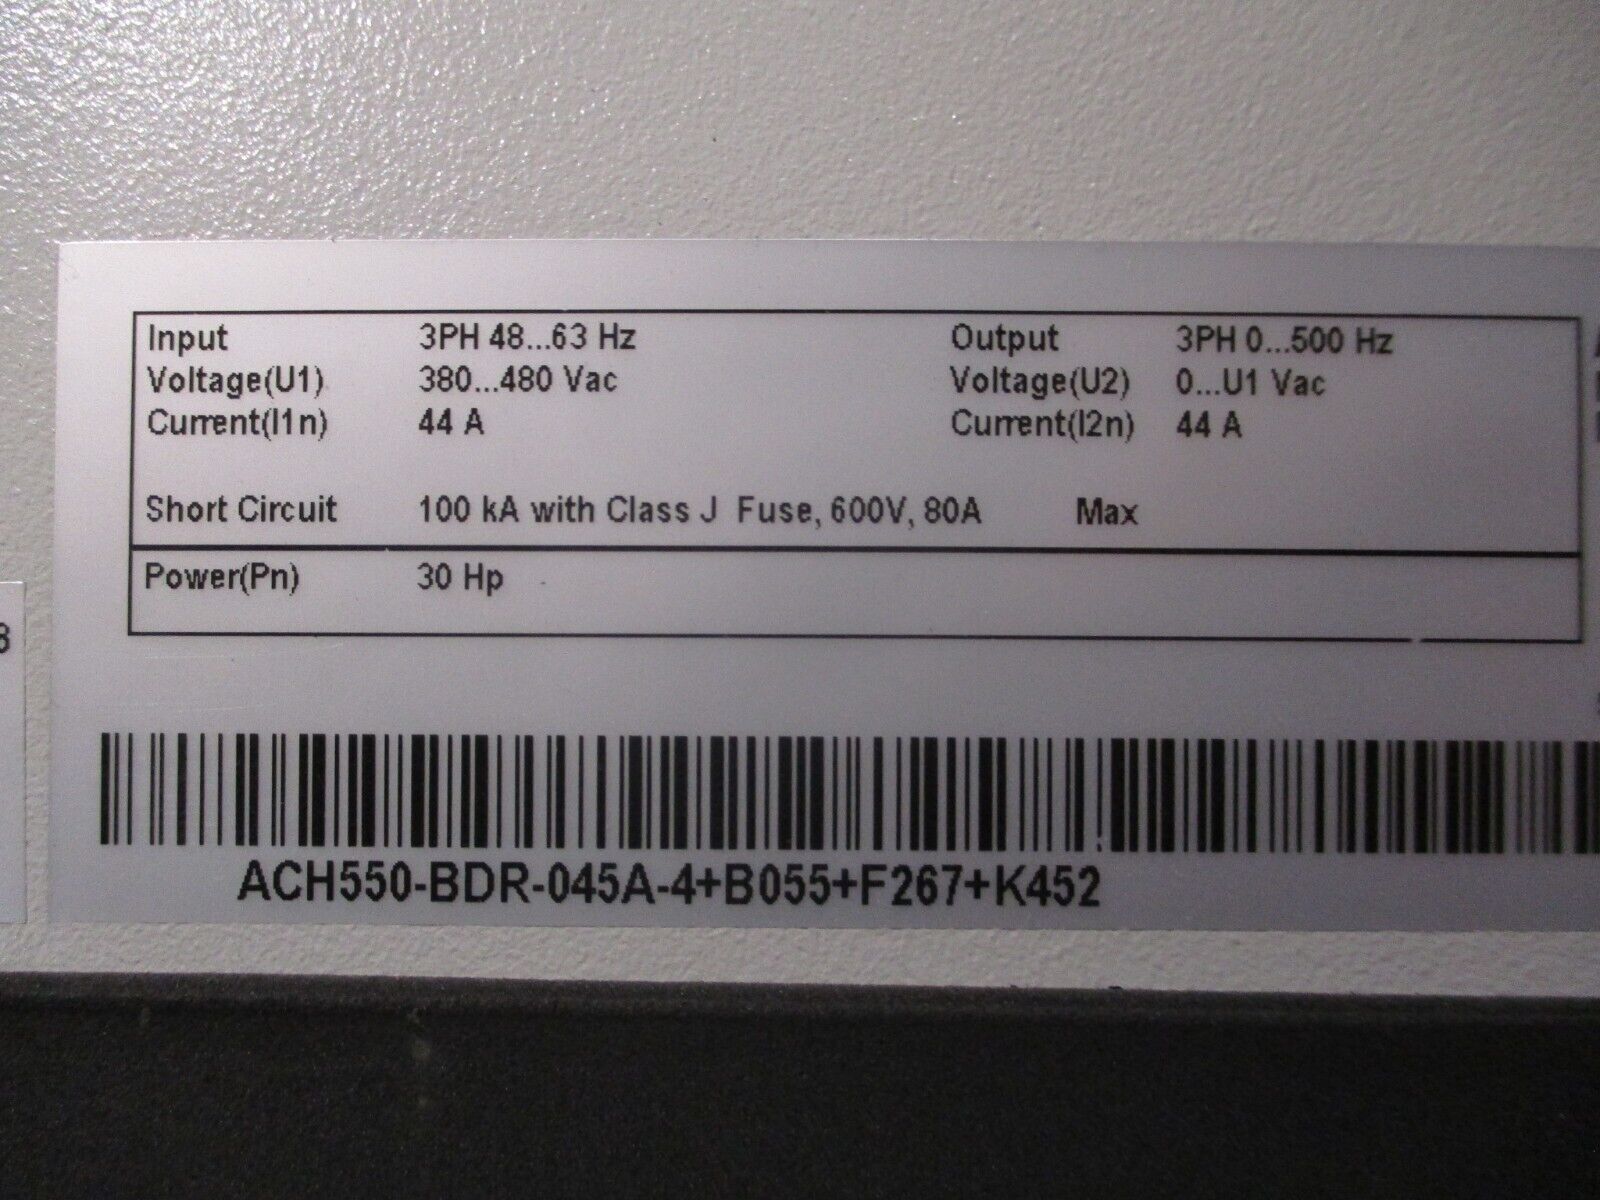 Input 3PH 48...63 Hz Output 3PH 0...500 Hz
Voltage(U1) 380...480 Vac Voltage(U2) 0...U1 Vac
Current(I1n) 44 A Current(I2n) 44 A
Short Circuit 100 kA with Class J Fuse, 600V, 80A Max
Power(Pn) 30 Hp
8
ACH550-BDR-045A-4+B055+F267+K452